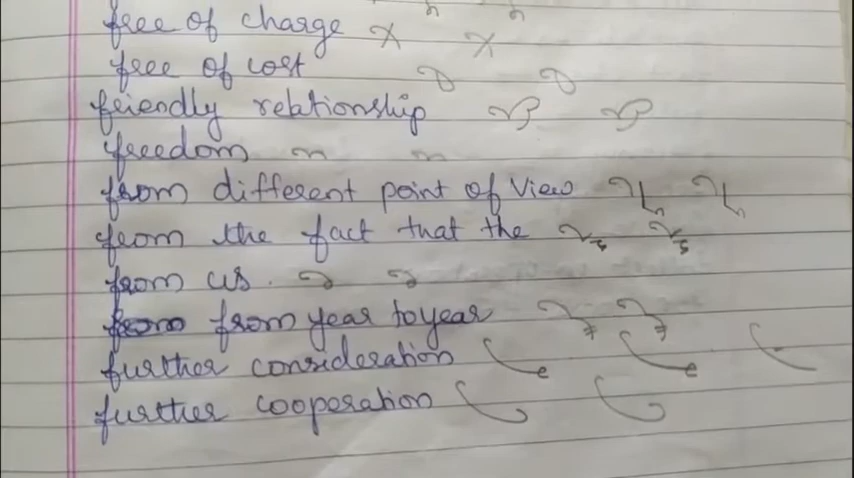 free of charge
free of cost
friendly relationship
freedom
from different point of view
from the fact that the
from us.
from year to year
further consideration
further cooperation